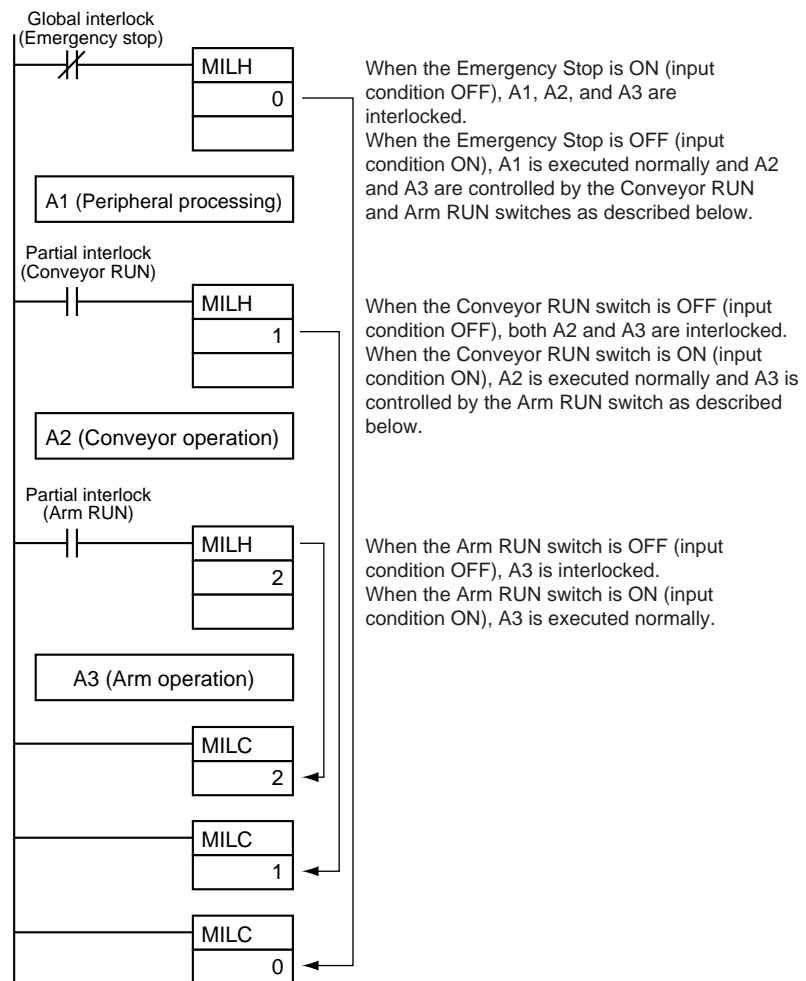 Global interlock
(Emergency stop)
MILH
0
When the Emergency Stop is ON (input
condition OFF), A1, A2, and A3 are
interlocked.
When the Emergency Stop is OFF (input
condition ON), A1 is executed normally and A2
and A3 are controlled by the Conveyor RUN
and Arm RUN switches as described below.
A1 (Peripheral processing)
Partial interlock
(Conveyor RUN)
MILH
1
When the Conveyor RUN switch is OFF (input
condition OFF), both A2 and A3 are interlocked.
When the Conveyor RUN switch is ON (input
condition ON), A2 is executed normally and A3 is
controlled by the Arm RUN switch as described
below.
A2 (Conveyor operation)
Partial interlock
(Arm RUN)
MILH
2
When the Arm RUN switch is OFF (input
condition OFF), A3 is interlocked.
When the Arm RUN switch is ON (input
condition ON), A3 is executed normally.
A3 (Arm operation)
MILC
2
MILC
1
MILC
0